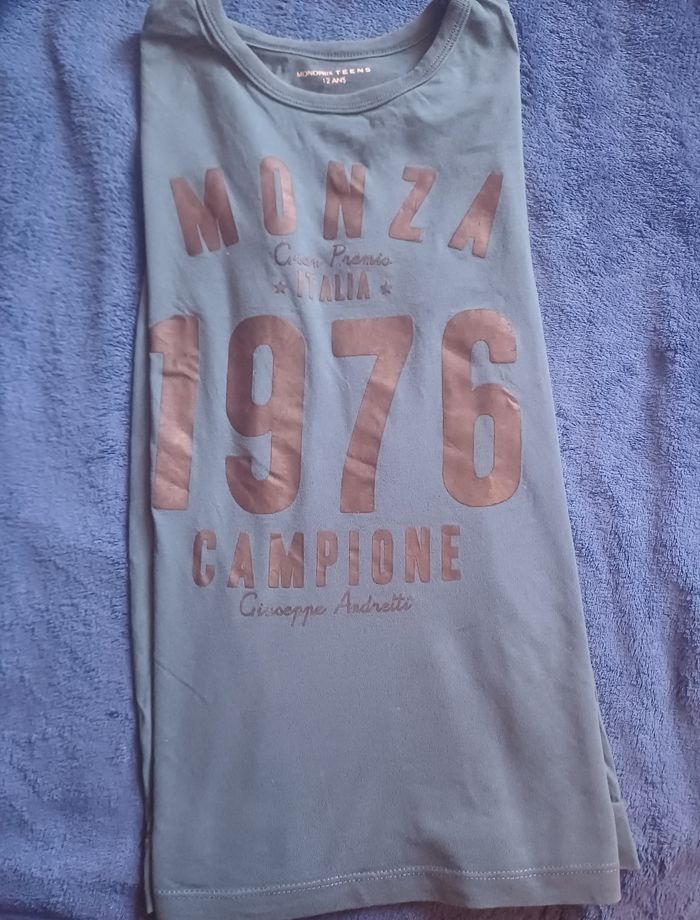 MONOPRIX TEENS
12 ANS
MONZA
Gran Premio
★ ITALIA ★
1976
CAMPIONE
Giuseppe Andretti